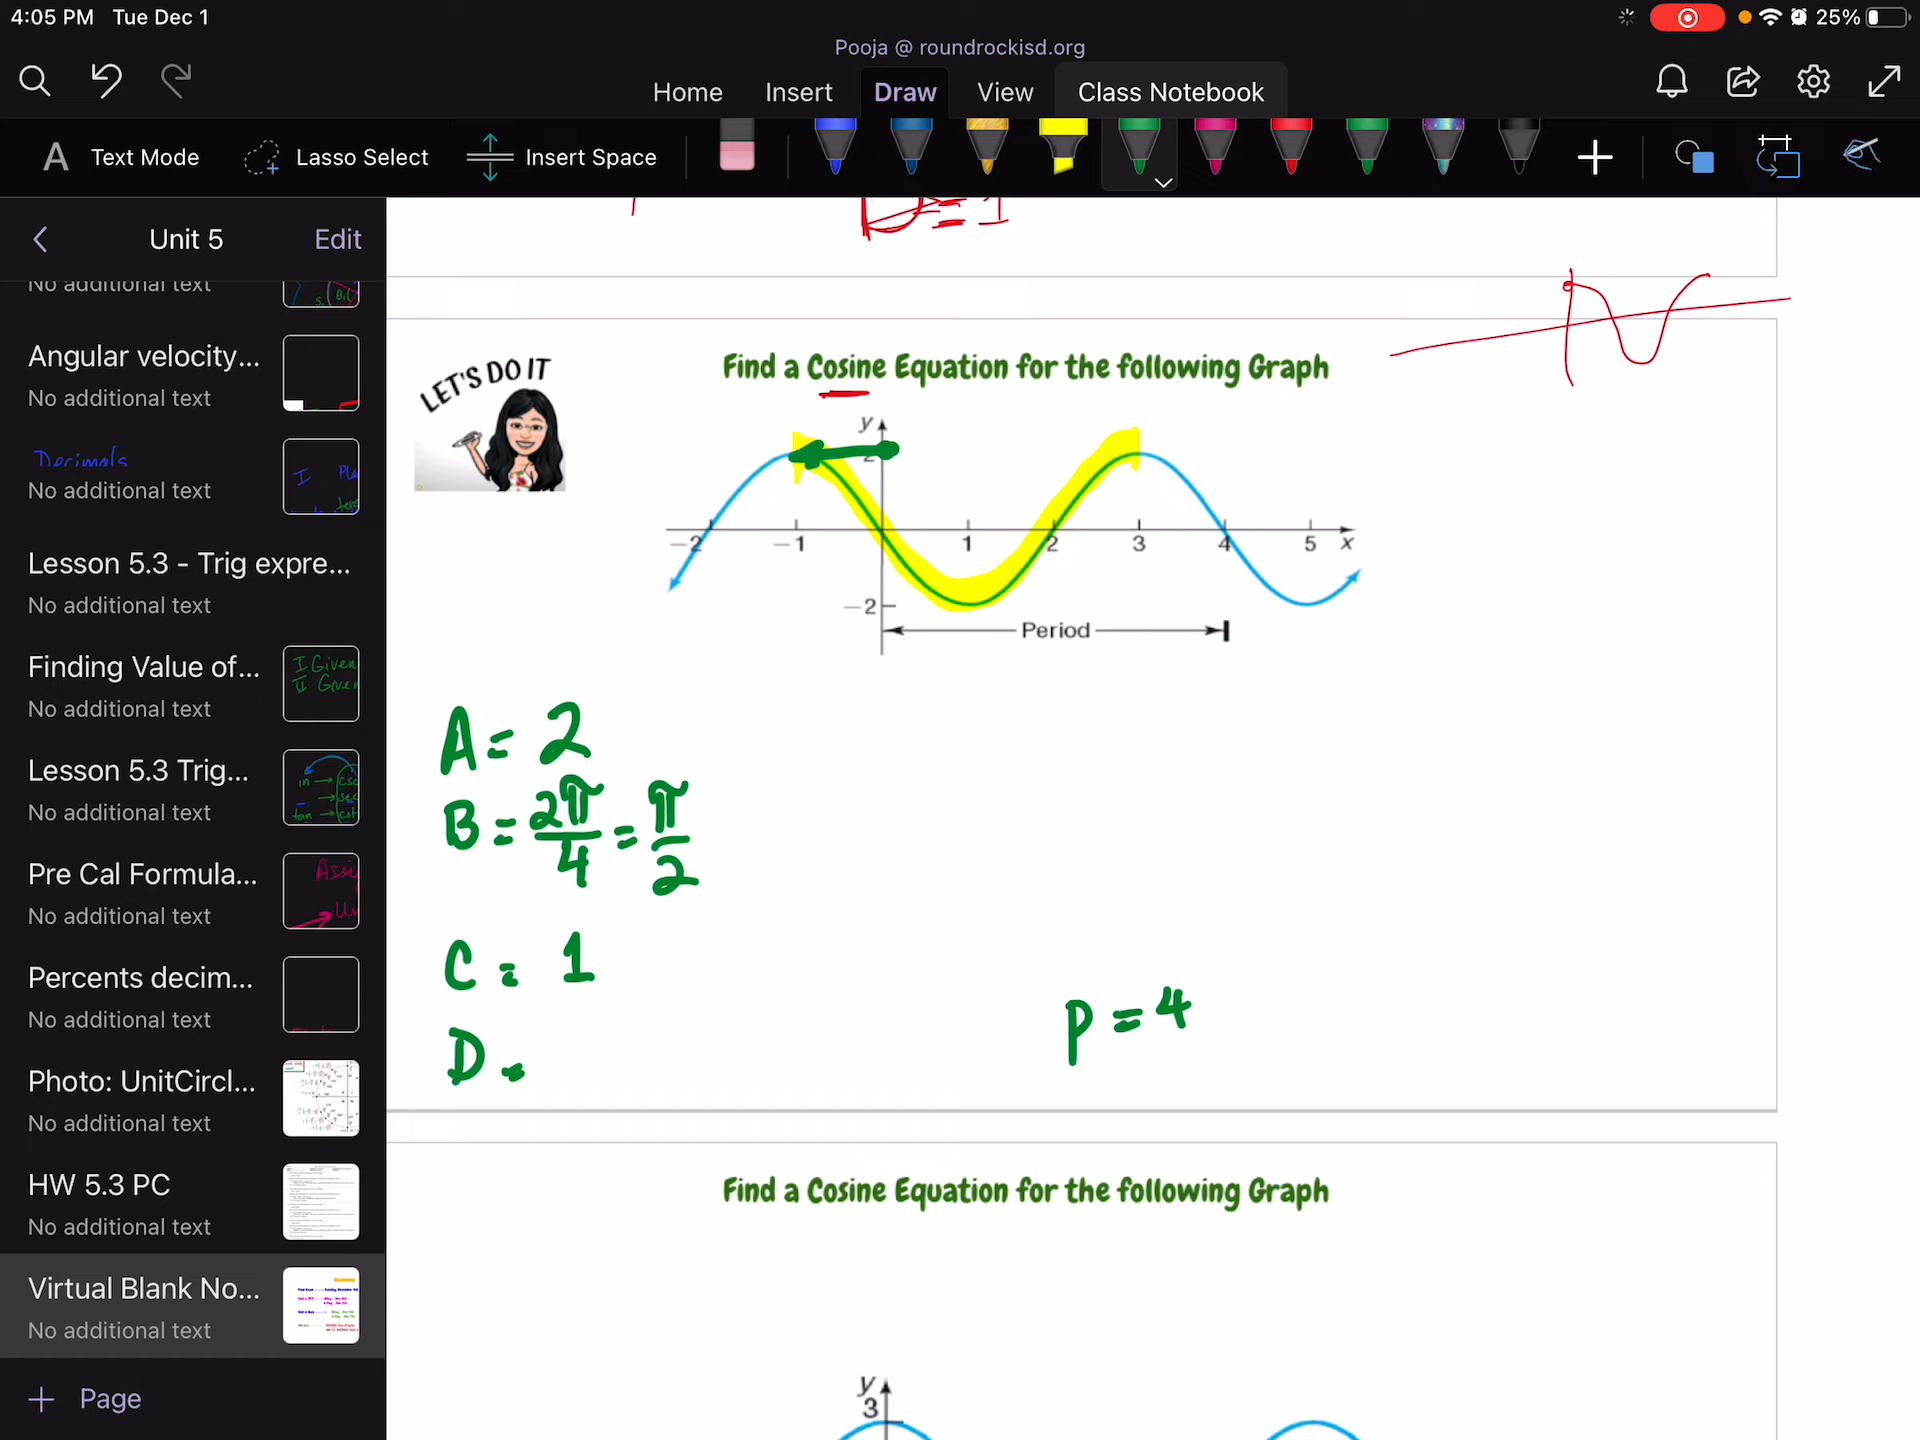 4:05 PM Tue Dec 1
25%
Pooja @ roundrockisd.org
Home Insert Draw View Class Notebook
Text Mode Lasso Select Insert Space
Unit 5 Edit
No additional text
Angular velocity...
No additional text
Decimals
No additional text
Lesson 5.3 - Trig expre...
No additional text
Finding Value of...
No additional text
Lesson 5.3 Trig...
No additional text
Pre Cal Formula...
No additional text
Percents decim...
No additional text
Photo: UnitCircl...
No additional text
HW 5.3 PC
No additional text
Virtual Blank No...
No additional text
+ Page
D = 1
LET'S DO IT
Find a Cosine Equation for the following Graph
y
2
-2 -1 1 2 3 4 5 x
-2
Period
A = 2
B = 2π/4 = π/2
C = 1
P = 4
D =
Find a Cosine Equation for the following Graph
y
3